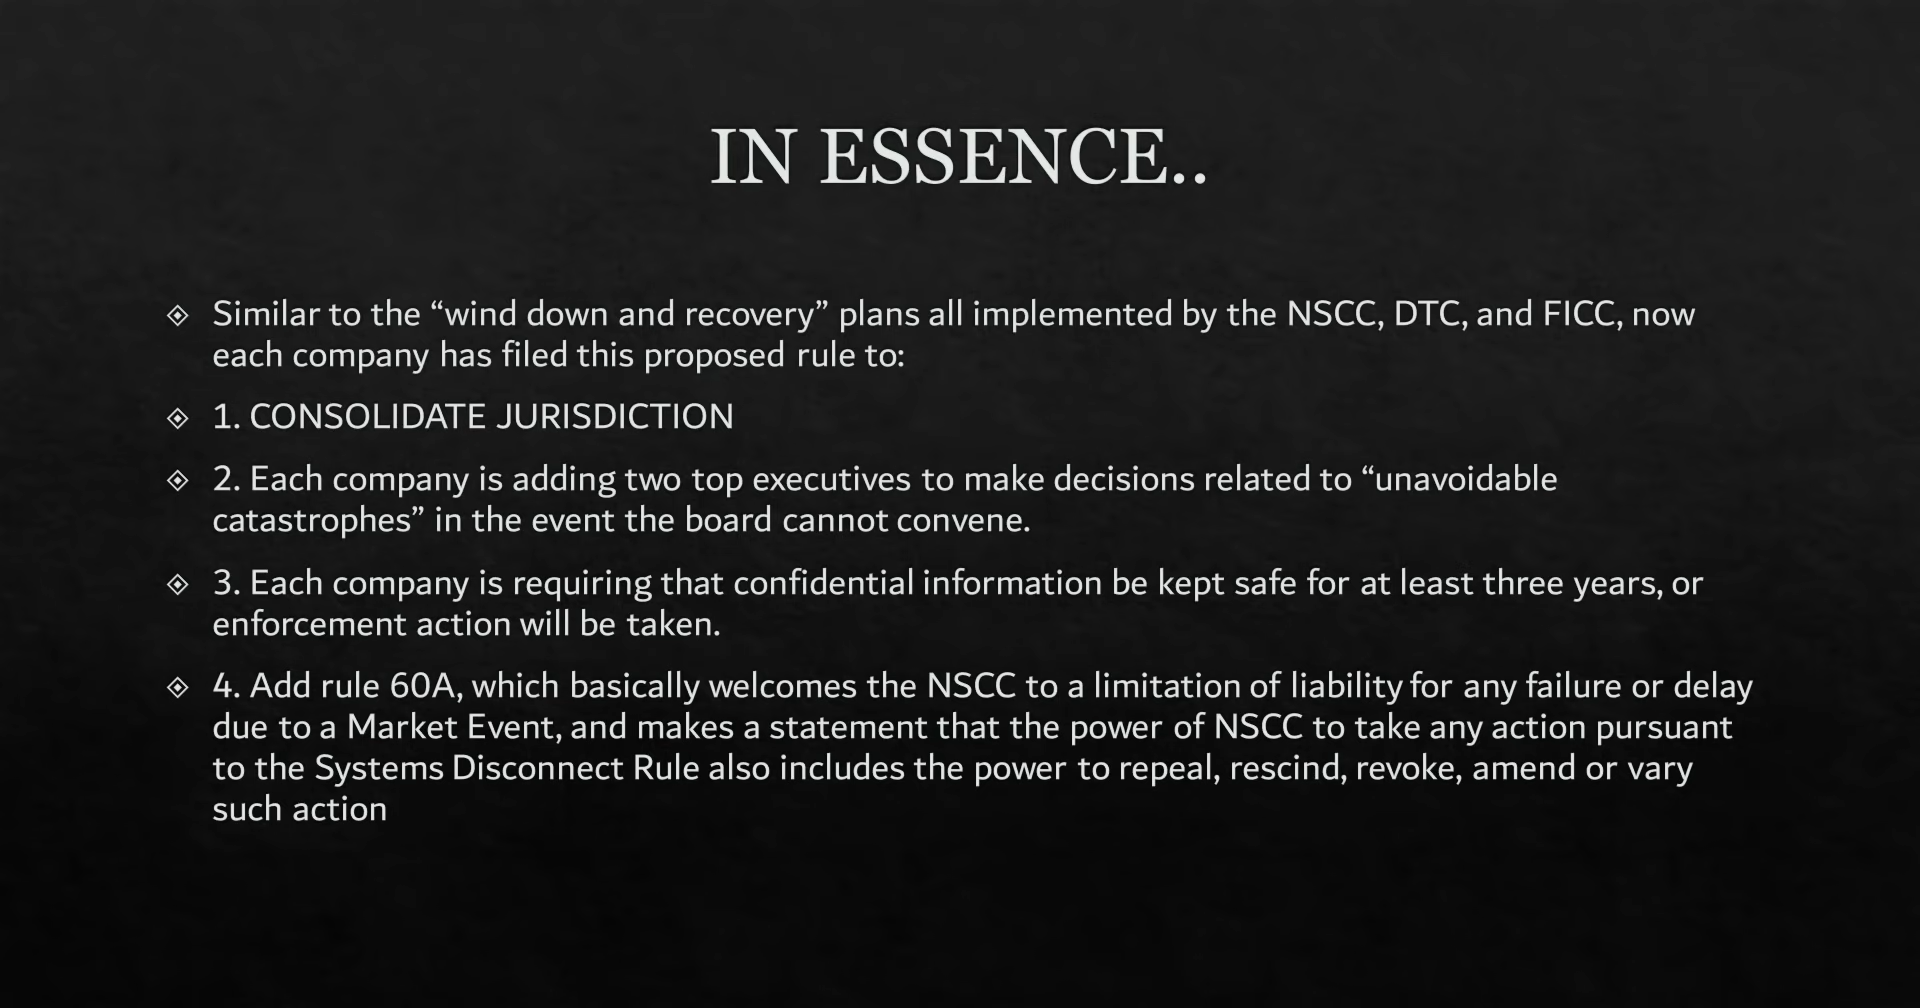 IN ESSENCE..
Similar to the “wind down and recovery” plans all implemented by the NSCC, DTC, and FICC, now
each company has filed this proposed rule to:
1. CONSOLIDATE JURISDICTION
2. Each company is adding two top executives to make decisions related to “unavoidable
catastrophes” in the event the board cannot convene.
3. Each company is requiring that confidential information be kept safe for at least three years, or
enforcement action will be taken.
4. Add rule 60A, which basically welcomes the NSCC to a limitation of liability for any failure or delay
due to a Market Event, and makes a statement that the power of NSCC to take any action pursuant
to the Systems Disconnect Rule also includes the power to repeal, rescind, revoke, amend or vary
such action